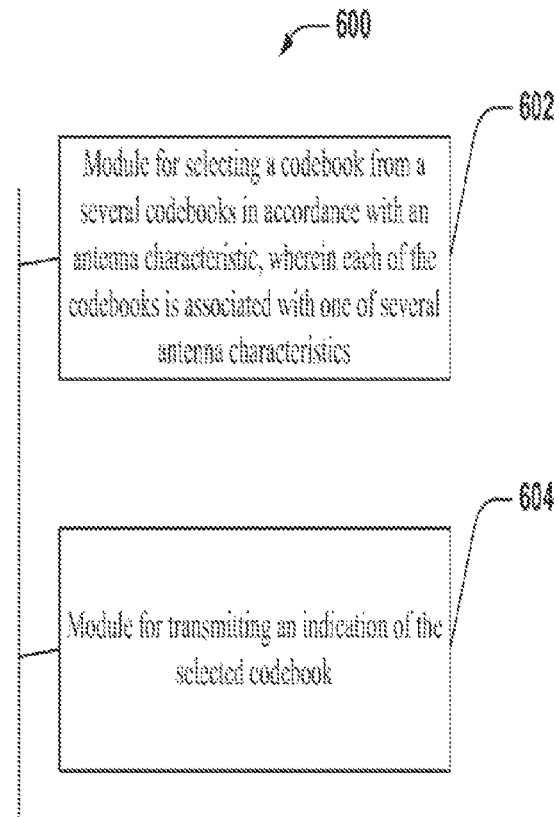 600
602
Module for selecting a codebook from a
several codebooks in accordance with an
antenna characteristic, wherein each of the
codebooks is associated with one of several
antenna characteristics
604
Module for transmitting an indication of the
selected codebook